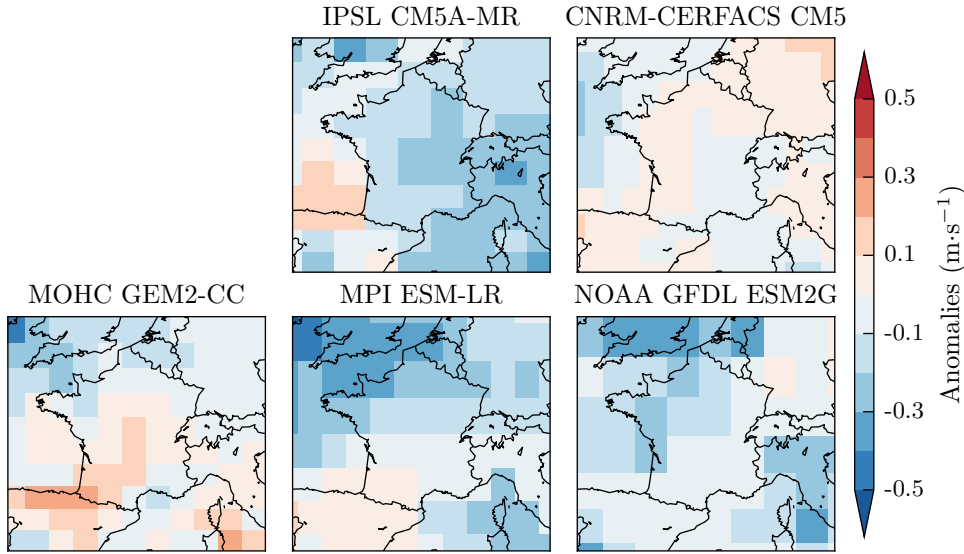 IPSL CM5A-MR
CNRM-CERFACS CM5
MOHC GEM2-CC
MPI ESM-LR
NOAA GFDL ESM2G
0.5
0.3
0.1
-0.1
-0.3
-0.5
Anomalies (m·s⁻¹)